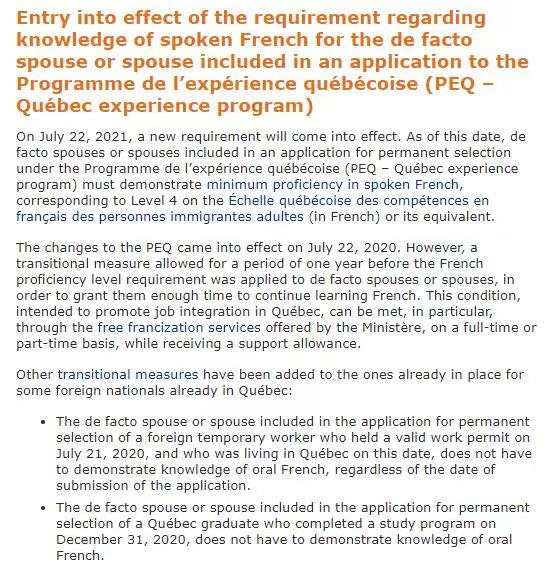 Entry into effect of the requirement regarding
knowledge of spoken French for the de facto
spouse or spouse included in an application to the
Programme de l’expérience québécoise (PEQ –
Québec experience program)
On July 22, 2021, a new requirement will come into effect. As of this date, de
facto spouses or spouses included in an application for permanent selection
under the Programme de l’expérience québécoise (PEQ – Québec experience
program) must demonstrate minimum proficiency in spoken French,
corresponding to Level 4 on the Échelle québécoise des compétences en
français des personnes immigrantes adultes (in French) or its equivalent.
The changes to the PEQ came into effect on July 22, 2020. However, a
transitional measure allowed for a period of one year before the French
proficiency level requirement was applied to de facto spouses or spouses, in
order to grant them enough time to continue learning French. This condition,
intended to promote job integration in Québec, can be met, in particular,
through the free francization services offered by the Ministère, on a full-time or
part-time basis, while receiving a support allowance.
Other transitional measures have been added to the ones already in place for
some foreign nationals already in Québec:
• The de facto spouse or spouse included in the application for permanent
selection of a foreign temporary worker who held a valid work permit on
July 21, 2020, and who was living in Québec on this date, does not have
to demonstrate knowledge of oral French, regardless of the date of
submission of the application.
• The de facto spouse or spouse included in the application for permanent
selection of a Québec graduate who completed a study program on
December 31, 2020, does not have to demonstrate knowledge of oral
French.